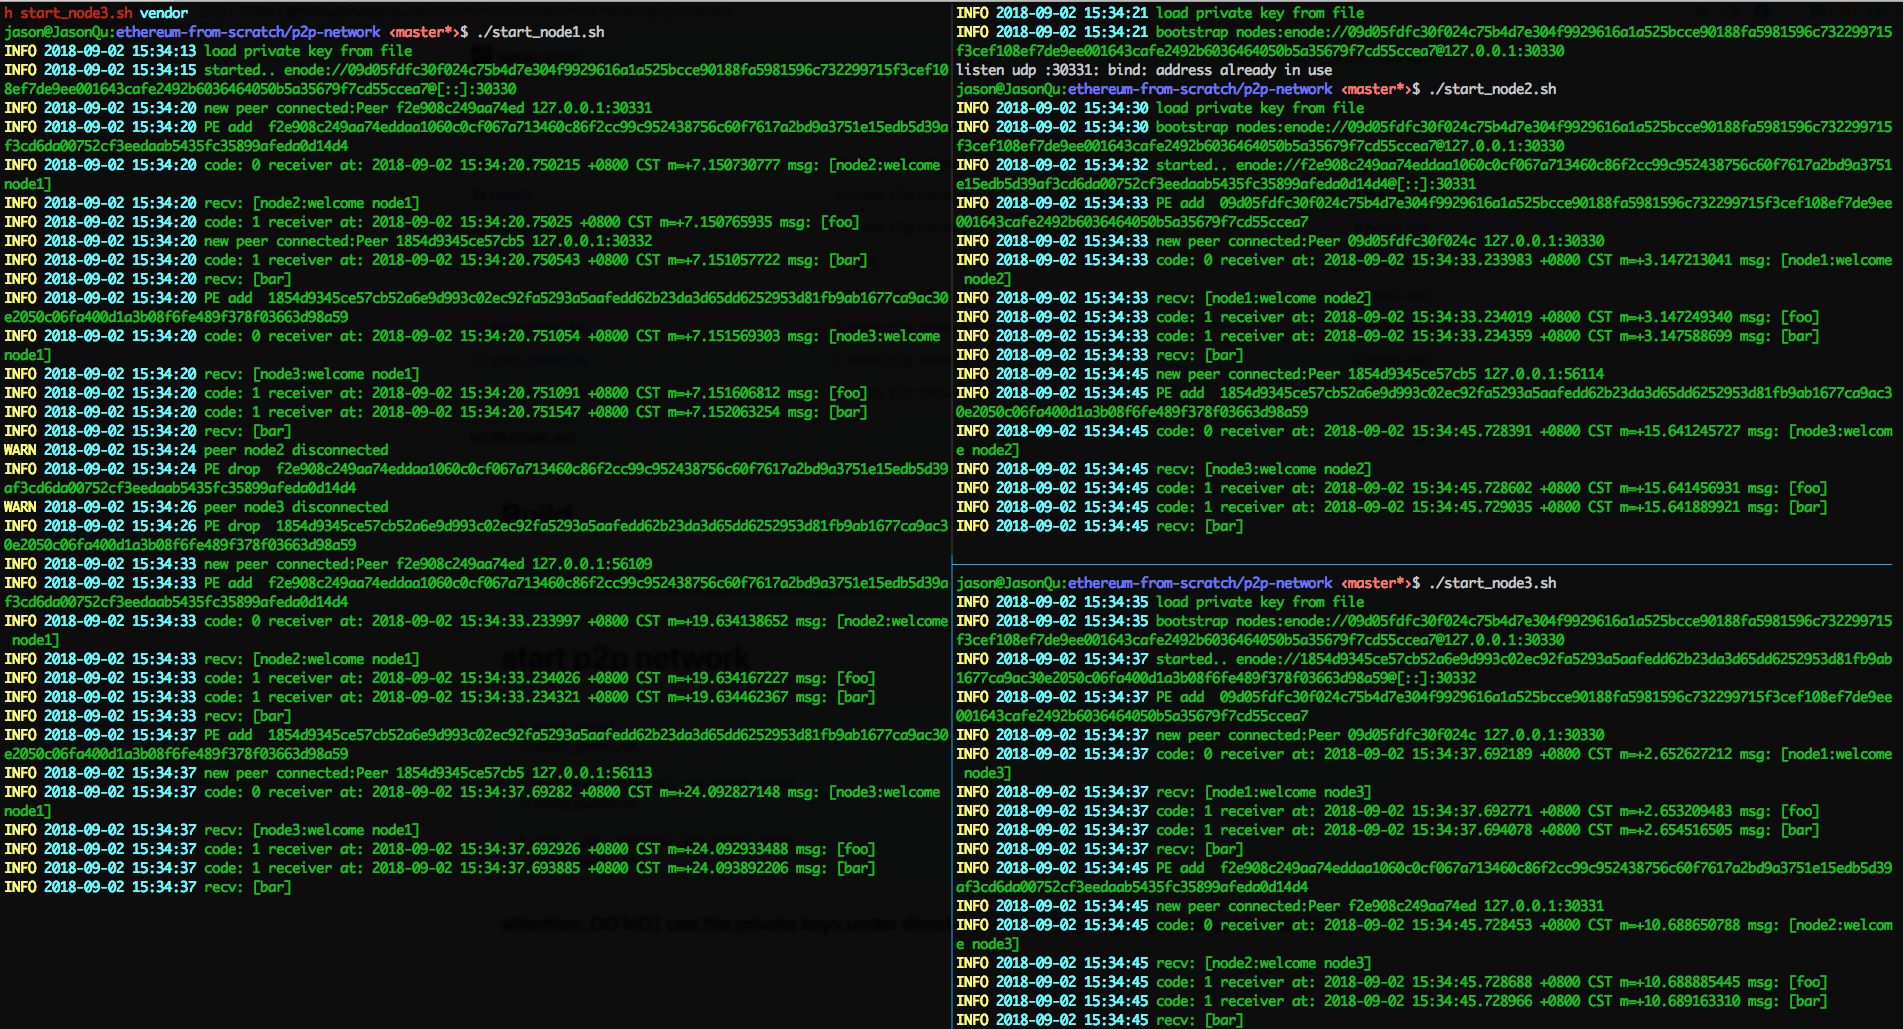 h start_node3.sh vendor
jason@JasonQu:ethereum-from-scratch/p2p-network <master*>$ ./start_node1.sh
INFO 2018-09-02 15:34:13 load private key from file
INFO 2018-09-02 15:34:15 started.. enode://09d05fdfc30f024c75b4d7e304f9929616a1a525bcce90188fa5981596c732299715f3cef10
8ef7de9ee001643cafe2492b6036464050b5a35679f7cd55ccea7@[::]:30330
INFO 2018-09-02 15:34:20 new peer connected:Peer f2e908c249aa74ed 127.0.0.1:30331
INFO 2018-09-02 15:34:20 PE add  f2e908c249aa74eddaa1060c0cf067a713460c86f2cc99c952438756c60f7617a2bd9a3751e15edb5d39a
f3cd6da00752cf3eedaab5435fc35899afeda0d14d4
INFO 2018-09-02 15:34:20 code: 0 receiver at: 2018-09-02 15:34:20.750215 +0800 CST m=+7.150730777 msg: [node2:welcome
node1]
INFO 2018-09-02 15:34:20 recv: [node2:welcome node1]
INFO 2018-09-02 15:34:20 code: 1 receiver at: 2018-09-02 15:34:20.75025 +0800 CST m=+7.150765935 msg: [foo]
INFO 2018-09-02 15:34:20 new peer connected:Peer 1854d9345ce57cb5 127.0.0.1:30332
INFO 2018-09-02 15:34:20 code: 1 receiver at: 2018-09-02 15:34:20.750543 +0800 CST m=+7.151057722 msg: [bar]
INFO 2018-09-02 15:34:20 recv: [bar]
INFO 2018-09-02 15:34:20 PE add  1854d9345ce57cb52a6e9d993c02ec92fa5293a5aafedd62b23da3d65dd6252953d81fb9ab1677ca9ac30
e2050c06fa400d1a3b08f6fe489f378f03663d98a59
INFO 2018-09-02 15:34:20 code: 0 receiver at: 2018-09-02 15:34:20.751054 +0800 CST m=+7.151569303 msg: [node3:welcome
node1]
INFO 2018-09-02 15:34:20 recv: [node3:welcome node1]
INFO 2018-09-02 15:34:20 code: 1 receiver at: 2018-09-02 15:34:20.751091 +0800 CST m=+7.151606812 msg: [foo]
INFO 2018-09-02 15:34:20 code: 1 receiver at: 2018-09-02 15:34:20.751547 +0800 CST m=+7.152063254 msg: [bar]
INFO 2018-09-02 15:34:20 recv: [bar]
WARN 2018-09-02 15:34:24 peer node2 disconnected
INFO 2018-09-02 15:34:24 PE drop  f2e908c249aa74eddaa1060c0cf067a713460c86f2cc99c952438756c60f7617a2bd9a3751e15edb5d39
af3cd6da00752cf3eedaab5435fc35899afeda0d14d4
WARN 2018-09-02 15:34:26 peer node3 disconnected
INFO 2018-09-02 15:34:26 PE drop  1854d9345ce57cb52a6e9d993c02ec92fa5293a5aafedd62b23da3d65dd6252953d81fb9ab1677ca9ac3
0e2050c06fa400d1a3b08f6fe489f378f03663d98a59
INFO 2018-09-02 15:34:33 new peer connected:Peer f2e908c249aa74ed 127.0.0.1:56109
INFO 2018-09-02 15:34:33 PE add  f2e908c249aa74eddaa1060c0cf067a713460c86f2cc99c952438756c60f7617a2bd9a3751e15edb5d39a
f3cd6da00752cf3eedaab5435fc35899afeda0d14d4
INFO 2018-09-02 15:34:33 code: 0 receiver at: 2018-09-02 15:34:33.233997 +0800 CST m=+19.634138652 msg: [node2:welcome
 node1]
INFO 2018-09-02 15:34:33 recv: [node2:welcome node1]
INFO 2018-09-02 15:34:33 code: 1 receiver at: 2018-09-02 15:34:33.234026 +0800 CST m=+19.634167227 msg: [foo]
INFO 2018-09-02 15:34:33 code: 1 receiver at: 2018-09-02 15:34:33.234321 +0800 CST m=+19.634462367 msg: [bar]
INFO 2018-09-02 15:34:33 recv: [bar]
INFO 2018-09-02 15:34:37 PE add  1854d9345ce57cb52a6e9d993c02ec92fa5293a5aafedd62b23da3d65dd6252953d81fb9ab1677ca9ac30
e2050c06fa400d1a3b08f6fe489f378f03663d98a59
INFO 2018-09-02 15:34:37 new peer connected:Peer 1854d9345ce57cb5 127.0.0.1:56113
INFO 2018-09-02 15:34:37 code: 0 receiver at: 2018-09-02 15:34:37.69282 +0800 CST m=+24.092827148 msg: [node3:welcome
node1]
INFO 2018-09-02 15:34:37 recv: [node3:welcome node1]
INFO 2018-09-02 15:34:37 code: 1 receiver at: 2018-09-02 15:34:37.692926 +0800 CST m=+24.092933488 msg: [foo]
INFO 2018-09-02 15:34:37 code: 1 receiver at: 2018-09-02 15:34:37.693885 +0800 CST m=+24.093892206 msg: [bar]
INFO 2018-09-02 15:34:37 recv: [bar]
Build
start p2p network
attention: DO NOT use the private keys under direct
INFO 2018-09-02 15:34:21 load private key from file
INFO 2018-09-02 15:34:21 bootstrap nodes:enode://09d05fdfc30f024c75b4d7e304f9929616a1a525bcce90188fa5981596c732299715
f3cef108ef7de9ee001643cafe2492b6036464050b5a35679f7cd55ccea7@127.0.0.1:30330
listen udp :30331: bind: address already in use
jason@JasonQu:ethereum-from-scratch/p2p-network <master*>$ ./start_node2.sh
INFO 2018-09-02 15:34:30 load private key from file
INFO 2018-09-02 15:34:30 bootstrap nodes:enode://09d05fdfc30f024c75b4d7e304f9929616a1a525bcce90188fa5981596c732299715
f3cef108ef7de9ee001643cafe2492b6036464050b5a35679f7cd55ccea7@127.0.0.1:30330
INFO 2018-09-02 15:34:32 started.. enode://f2e908c249aa74eddaa1060c0cf067a713460c86f2cc99c952438756c60f7617a2bd9a3751
e15edb5d39af3cd6da00752cf3eedaab5435fc35899afeda0d14d4@[::]:30331
INFO 2018-09-02 15:34:33 PE add  09d05fdfc30f024c75b4d7e304f9929616a1a525bcce90188fa5981596c732299715f3cef108ef7de9ee
001643cafe2492b6036464050b5a35679f7cd55ccea7
INFO 2018-09-02 15:34:33 new peer connected:Peer 09d05fdfc30f024c 127.0.0.1:30330
INFO 2018-09-02 15:34:33 code: 0 receiver at: 2018-09-02 15:34:33.233983 +0800 CST m=+3.147213041 msg: [node1:welcome
 node2]
INFO 2018-09-02 15:34:33 recv: [node1:welcome node2]
INFO 2018-09-02 15:34:33 code: 1 receiver at: 2018-09-02 15:34:33.234019 +0800 CST m=+3.147249340 msg: [foo]
INFO 2018-09-02 15:34:33 code: 1 receiver at: 2018-09-02 15:34:33.234359 +0800 CST m=+3.147588699 msg: [bar]
INFO 2018-09-02 15:34:33 recv: [bar]
INFO 2018-09-02 15:34:45 new peer connected:Peer 1854d9345ce57cb5 127.0.0.1:56114
INFO 2018-09-02 15:34:45 PE add  1854d9345ce57cb52a6e9d993c02ec92fa5293a5aafedd62b23da3d65dd6252953d81fb9ab1677ca9ac3
0e2050c06fa400d1a3b08f6fe489f378f03663d98a59
INFO 2018-09-02 15:34:45 code: 0 receiver at: 2018-09-02 15:34:45.728391 +0800 CST m=+15.641245727 msg: [node3:welcom
e node2]
INFO 2018-09-02 15:34:45 recv: [node3:welcome node2]
INFO 2018-09-02 15:34:45 code: 1 receiver at: 2018-09-02 15:34:45.728602 +0800 CST m=+15.641456931 msg: [foo]
INFO 2018-09-02 15:34:45 code: 1 receiver at: 2018-09-02 15:34:45.729035 +0800 CST m=+15.641889921 msg: [bar]
INFO 2018-09-02 15:34:45 recv: [bar]
jason@JasonQu:ethereum-from-scratch/p2p-network <master*>$ ./start_node3.sh
INFO 2018-09-02 15:34:35 load private key from file
INFO 2018-09-02 15:34:35 bootstrap nodes:enode://09d05fdfc30f024c75b4d7e304f9929616a1a525bcce90188fa5981596c732299715
f3cef108ef7de9ee001643cafe2492b6036464050b5a35679f7cd55ccea7@127.0.0.1:30330
INFO 2018-09-02 15:34:37 started.. enode://1854d9345ce57cb52a6e9d993c02ec92fa5293a5aafedd62b23da3d65dd6252953d81fb9ab
1677ca9ac30e2050c06fa400d1a3b08f6fe489f378f03663d98a59@[::]:30332
INFO 2018-09-02 15:34:37 PE add  09d05fdfc30f024c75b4d7e304f9929616a1a525bcce90188fa5981596c732299715f3cef108ef7de9ee
001643cafe2492b6036464050b5a35679f7cd55ccea7
INFO 2018-09-02 15:34:37 new peer connected:Peer 09d05fdfc30f024c 127.0.0.1:30330
INFO 2018-09-02 15:34:37 code: 0 receiver at: 2018-09-02 15:34:37.692189 +0800 CST m=+2.652627212 msg: [node1:welcome
 node3]
INFO 2018-09-02 15:34:37 recv: [node1:welcome node3]
INFO 2018-09-02 15:34:37 code: 1 receiver at: 2018-09-02 15:34:37.692771 +0800 CST m=+2.653209483 msg: [foo]
INFO 2018-09-02 15:34:37 code: 1 receiver at: 2018-09-02 15:34:37.694078 +0800 CST m=+2.654516505 msg: [bar]
INFO 2018-09-02 15:34:37 recv: [bar]
INFO 2018-09-02 15:34:45 PE add  f2e908c249aa74eddaa1060c0cf067a713460c86f2cc99c952438756c60f7617a2bd9a3751e15edb5d39
af3cd6da00752cf3eedaab5435fc35899afeda0d14d4
INFO 2018-09-02 15:34:45 new peer connected:Peer f2e908c249aa74ed 127.0.0.1:30331
INFO 2018-09-02 15:34:45 code: 0 receiver at: 2018-09-02 15:34:45.728453 +0800 CST m=+10.688650788 msg: [node2:welcom
e node3]
INFO 2018-09-02 15:34:45 recv: [node2:welcome node3]
INFO 2018-09-02 15:34:45 code: 1 receiver at: 2018-09-02 15:34:45.728688 +0800 CST m=+10.688885445 msg: [foo]
INFO 2018-09-02 15:34:45 code: 1 receiver at: 2018-09-02 15:34:45.728966 +0800 CST m=+10.689163310 msg: [bar]
INFO 2018-09-02 15:34:45 recv: [bar]